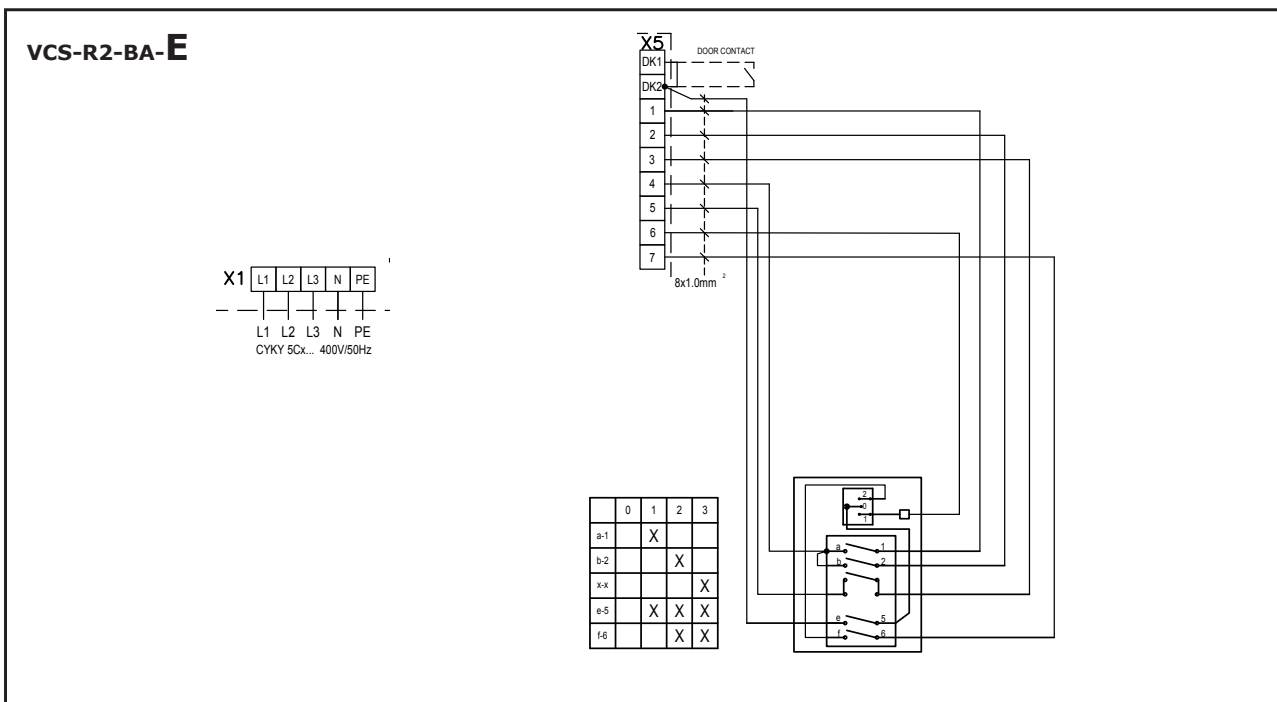 VCS-R2-BA-E
X5
DOOR CONTACT
DK1
DK2
1
2
3
4
5
6
7
8x1.0mm 2
X1 L1 L2 L3 N PE
L1 L2 L3 N PE
CYKY 5Cx... 400V/50Hz
0 1 2 3
a-1 X
b-2 X
x-x X
e-5 X X X
f-6 X X
2
0
1
a 1
b 2
e 5
f 6